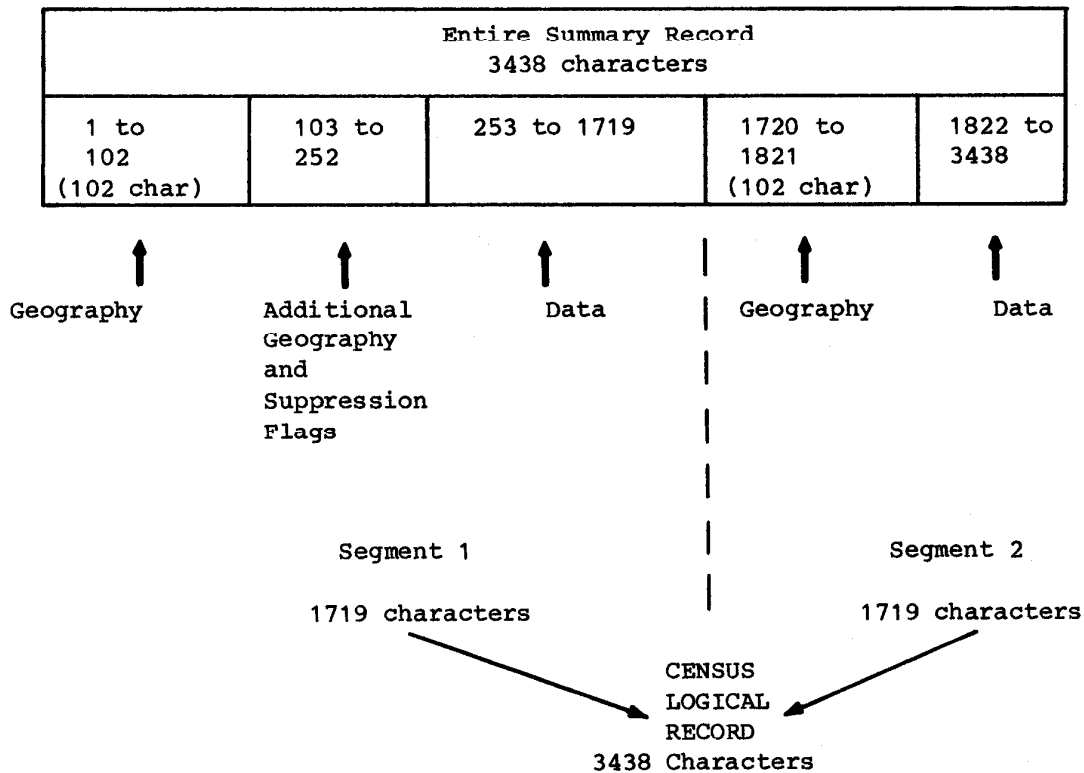 Entire Summary Record
3438 characters
1 to
102
(102 char)
103 to
252
253 to 1719
1720 to
1821
(102 char)
1822 to
3438
Geography
Additional
Geography
and
Suppression
Flags
Data
Geography
Data
Segment 1
1719 characters
Segment 2
1719 characters
CENSUS
LOGICAL
RECORD
3438 Characters